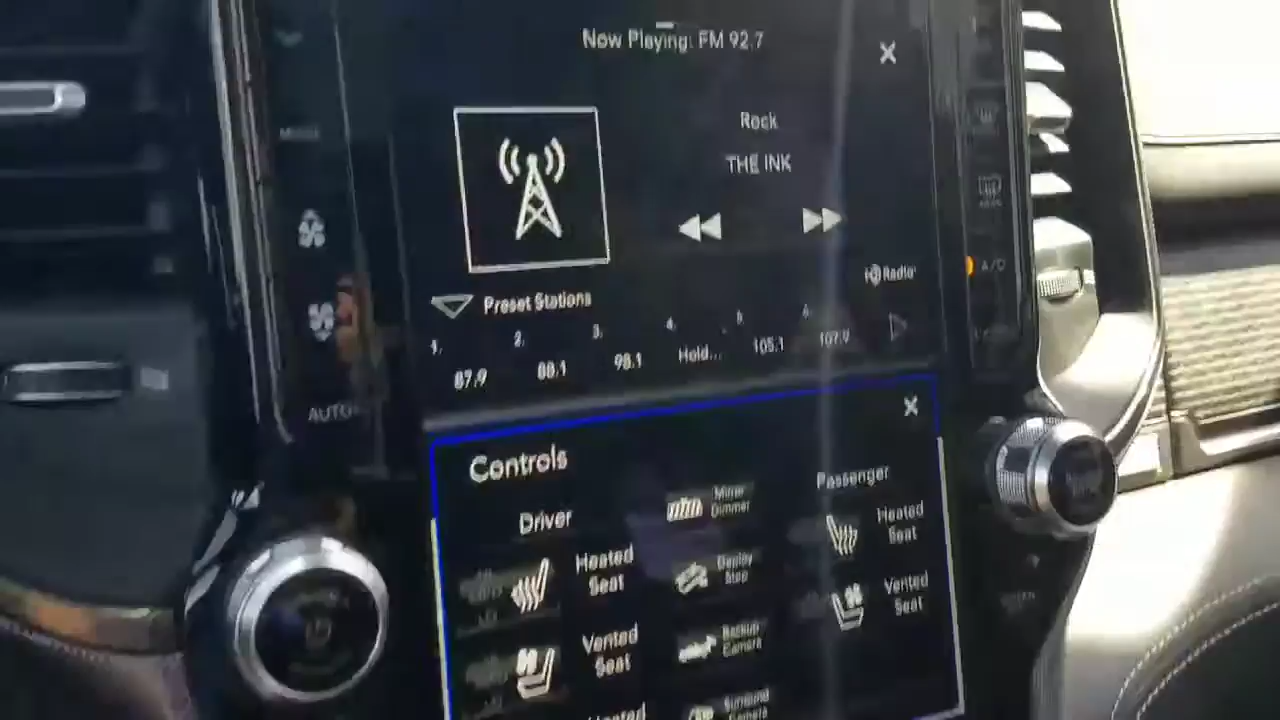 Now Playing: FM 92.7
Rock
THE INK
HD Radio
Preset Stations
1. 2. 3. 4. 5. 6.
87.9 88.1 98.1 Hold... 105.1 107.9
AUTO
A/C
Controls
Driver
Heated
Seat
Vented
Seat
Heated
Mirror
Dimmer
Deploy
Step
Backup
Camera
Surround
Camera
Passenger
Heated
Seat
Vented
Seat